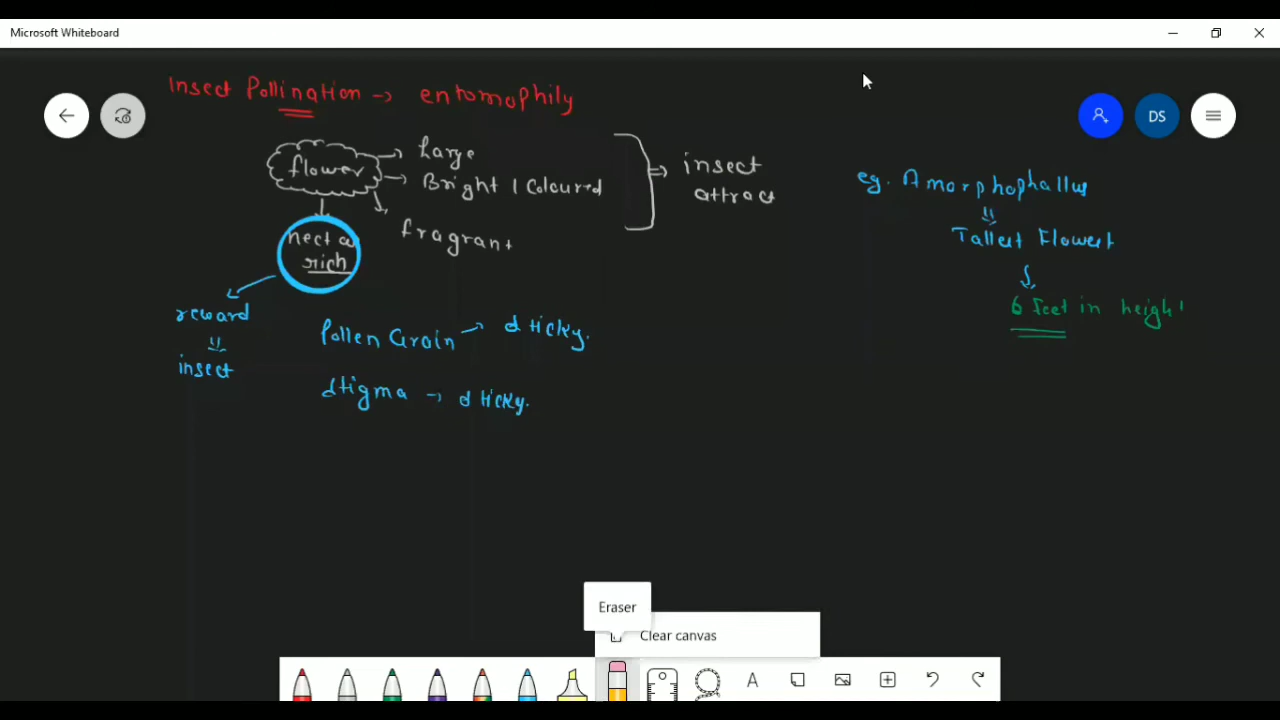 Microsoft Whiteboard
Insect Pollination → entomophily
DS
flower
Large
Bright / Coloured
fragrant
insect
attract
nectar
rich
reward
insect
Pollen Grain → sticky.
stigma → sticky.
eg. Amorphophallus
Tallest Flower
6 feet in height
Eraser
Clear canvas
A